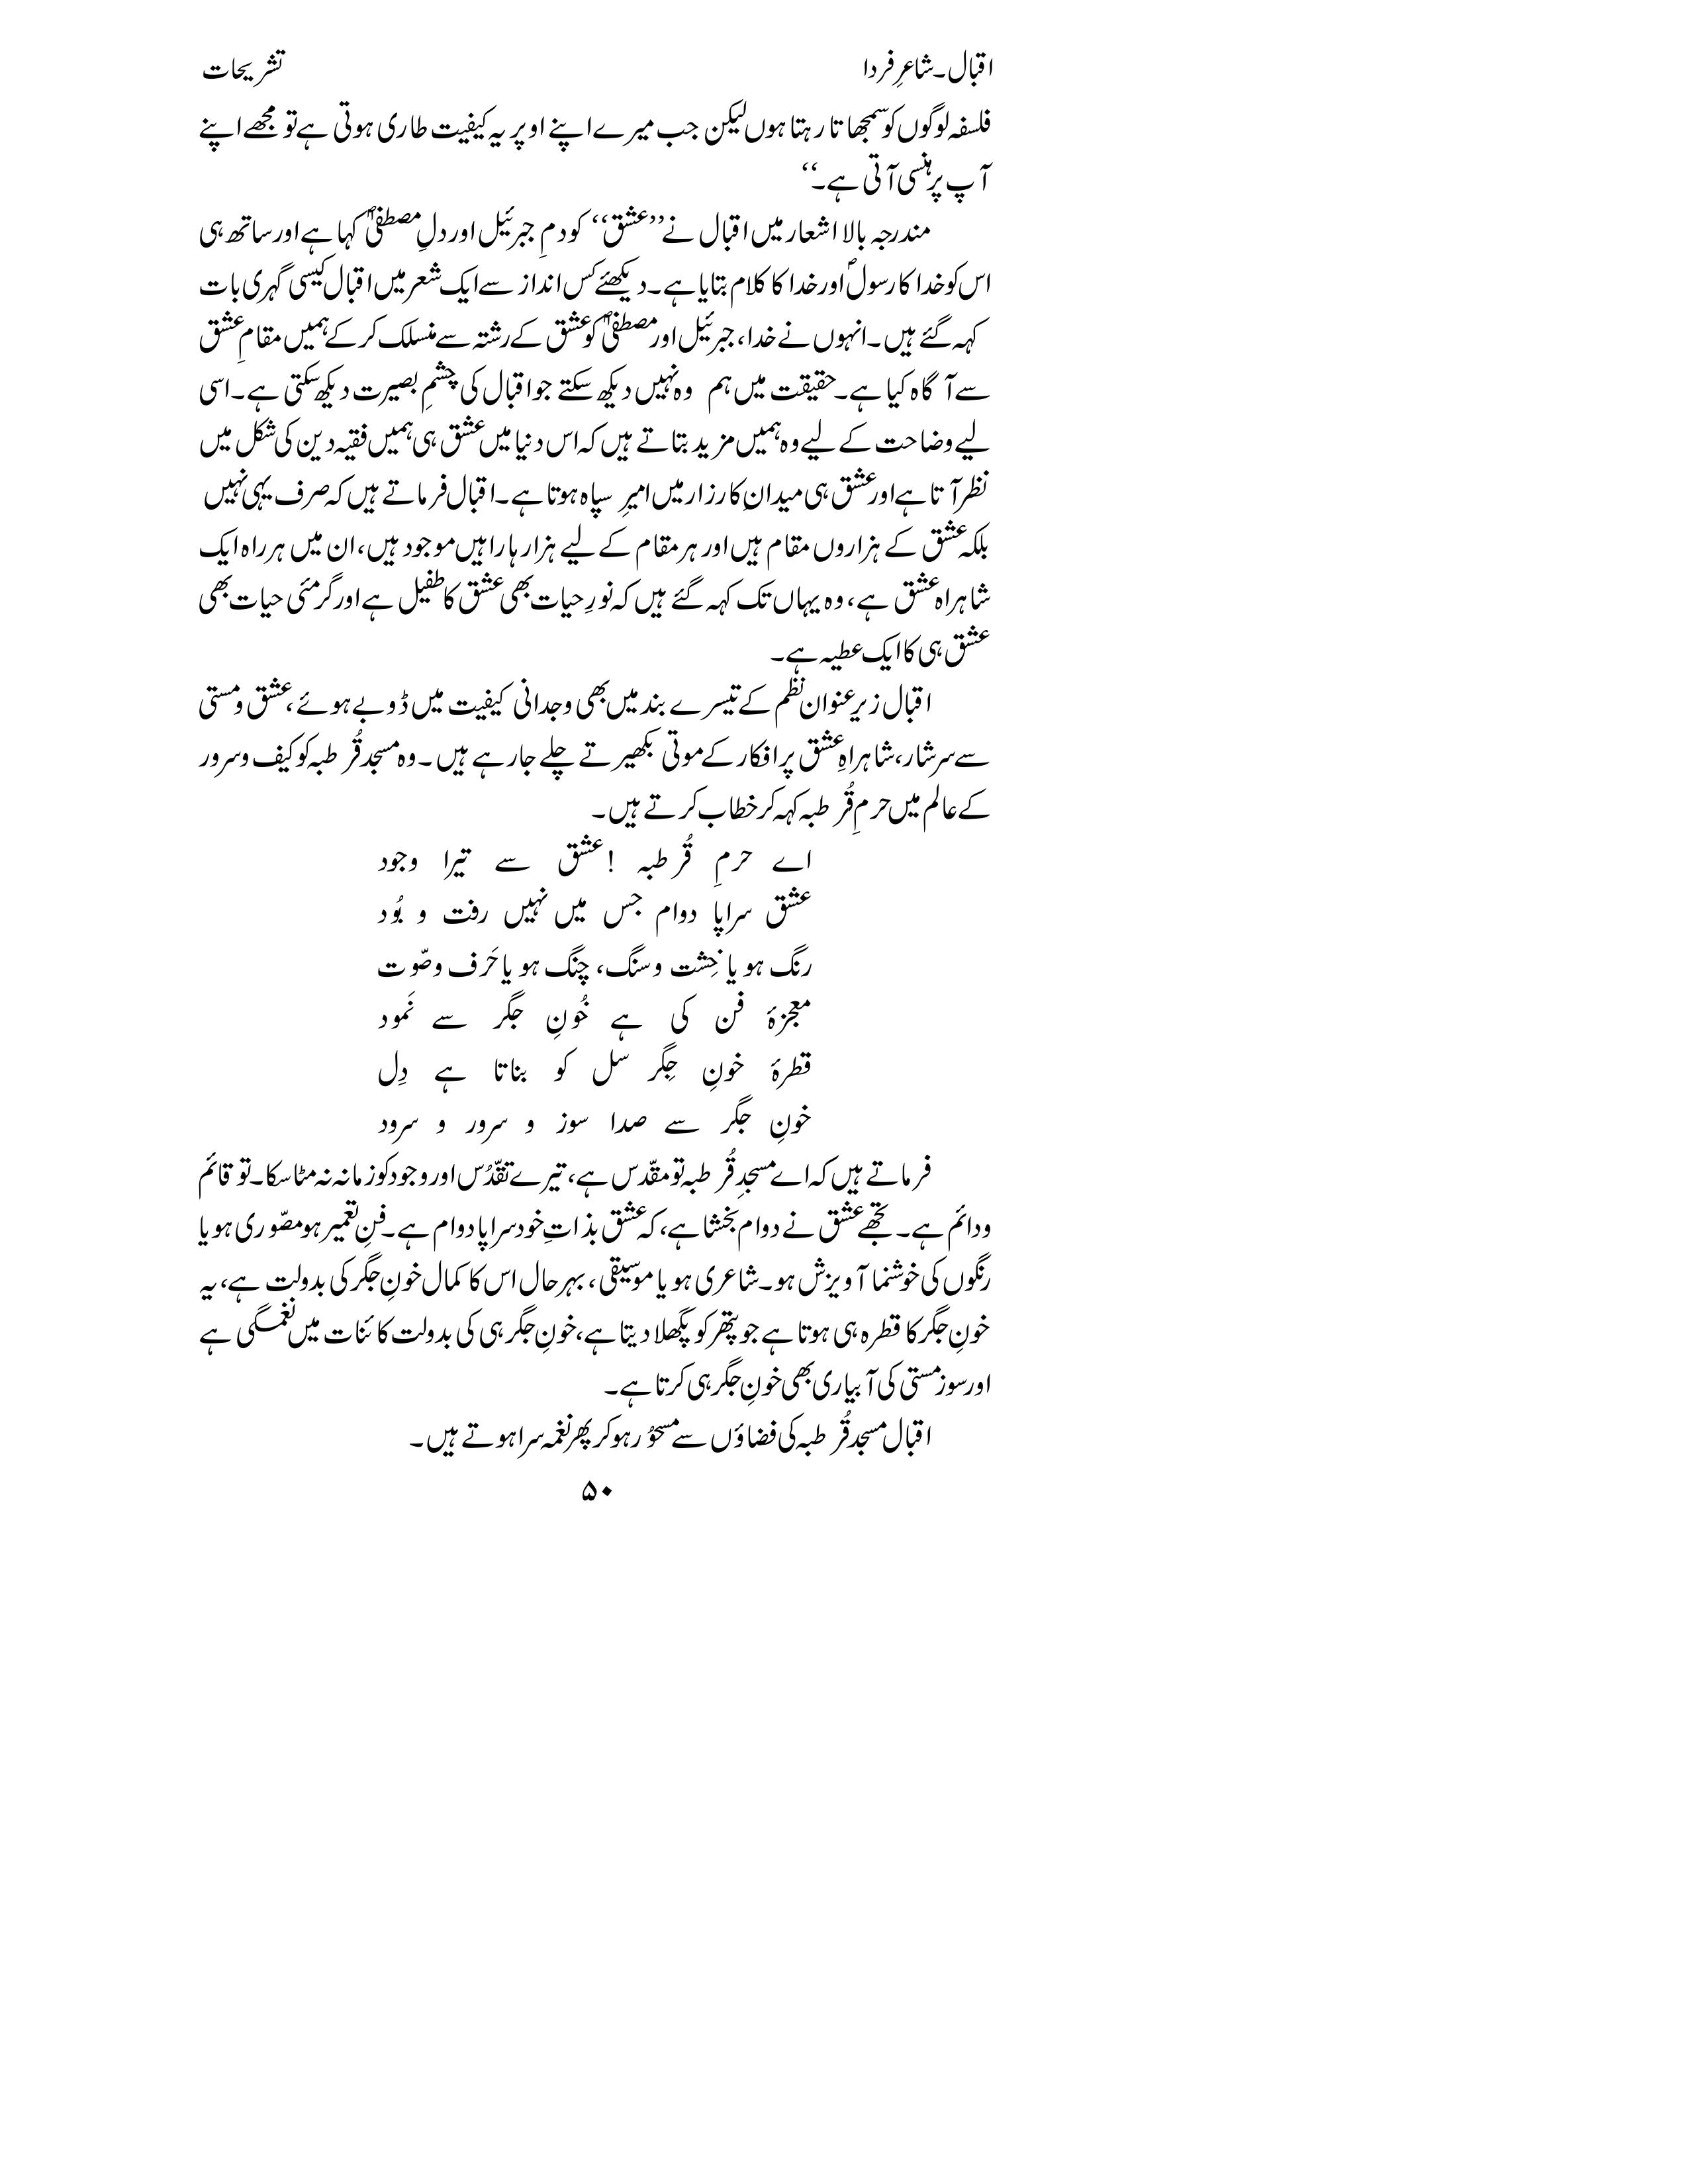 اقبال۔شاعرِ فردا تشریحات
فلسفہ لوگوں کو سمجھاتا رہتا ہوں لیکن جب میرے اپنے اوپر یہ کیفیت طاری ہوتی ہے تو مجھے اپنے
آپ پر ہنسی آتی ہے۔‘‘
مندرجہ بالا اشعار میں اقبال نے ’’عشق‘‘ کو دمِ جبرئیل اور دلِ مصطفیؐ کہا ہے اور ساتھ ہی
اس کو خدا کا رسولؐ اور خدا کا کلام بتایا ہے۔ دیکھئے کس انداز سے ایک شعر میں اقبال کیسی گہری بات
کہہ گئے ہیں۔ انہوں نے خدا، جبرئیل اور مصطفیؐ کو عشق کے رشتہ سے منسلک کر کے ہمیں مقامِ عشق
سے آگاہ کیا ہے۔ حقیقت میں ہم وہ نہیں دیکھ سکتے جو اقبال کی چشمِ بصیرت دیکھ سکتی ہے۔ اسی
لیے وضاحت کے لیے وہ ہمیں مزید بتاتے ہیں کہ اس دنیا میں عشق ہی ہمیں فقیہ دین کی شکل میں
نظر آتا ہے اور عشق ہی میدانِ کارزار میں امیرِ سپاہ ہوتا ہے۔ اقبال فرماتے ہیں کہ صرف یہی نہیں
بلکہ عشق کے ہزاروں مقام ہیں اور ہر مقام کے لیے ہزار ہا راہیں موجود ہیں، ان میں ہر راہ ایک
شاہراہ عشق ہے، وہ یہاں تک کہہ گئے ہیں کہ نورِ حیات بھی عشق کا طفیل ہے اور گرمئی حیات بھی
عشق ہی کا ایک عطیہ ہے۔
اقبال زیرِ عنوان نظم کے تیسرے بند میں بھی وجدانی کیفیت میں ڈوبے ہوئے، عشق و مستی
سے سرشار، شاہراہِ عشق پر افکار کے موتی بکھیرتے چلے جا رہے ہیں۔ وہ مسجد قُرطبہ کو کیف و سرور
کے عالم میں حرمِ قُرطبہ کہہ کر خطاب کرتے ہیں۔
اے حرمِ قُرطبہ! عشق سے تیرا وجود
عشق سراپا دوام جس میں نہیں رفت و بُود
رنگ ہو یا خِشت و سنگ، چنگ ہو یا حَرف و صَوت
معجزۂ فن کی ہے خُونِ جگر سے نَمود
قطرۂ خونِ جِگر سل کو بناتا ہے دِل
خونِ جگر سے صدا سوز و سرور و سرود
فرماتے ہیں کہ اے مسجدِ قُرطبہ تو مقدّس ہے، تیرے تقدّس اور وجود کو زمانہ نہ مٹا سکا۔ تو قائم
و دائم ہے۔ تجھے عشق نے دوام بخشا ہے، کہ عشق بذاتِ خود سراپا دوام ہے۔ فنِ تعمیر ہو مصّوری ہو یا
رنگوں کی خوشنما آویزش ہو۔ شاعری ہو یا موسیقی، بہرحال اس کا کمال خونِ جگر کی بدولت ہے، یہ
خونِ جگر کا قطرہ ہی ہوتا ہے جو پتھر کو پگھلا دیتا ہے، خونِ جگر ہی کی بدولت کائنات میں نغمگی ہے
اور سوز مستی کی آبیاری بھی خونِ جگر ہی کرتا ہے۔
اقبال مسجد قُرطبہ کی فضاؤں سے مسحُور ہو کر پھر نغمہ سرا ہوتے ہیں۔
۵۰